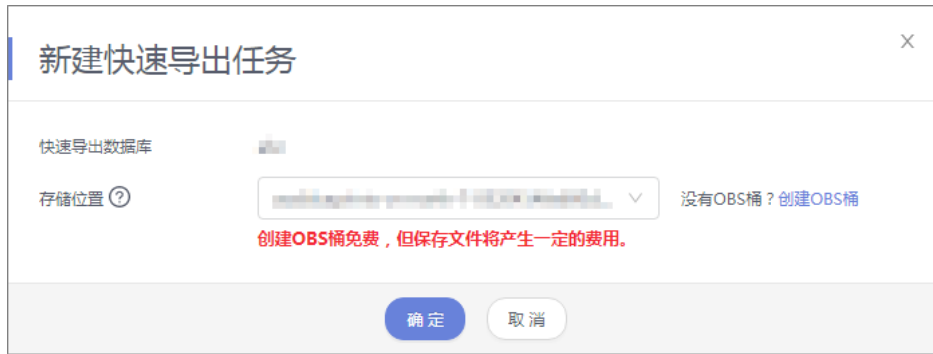 新建快速导出任务
快速导出数据库
存储位置 ?
没有OBS桶？创建OBS桶
创建OBS桶免费，但保存文件将产生一定的费用。
确定 取消